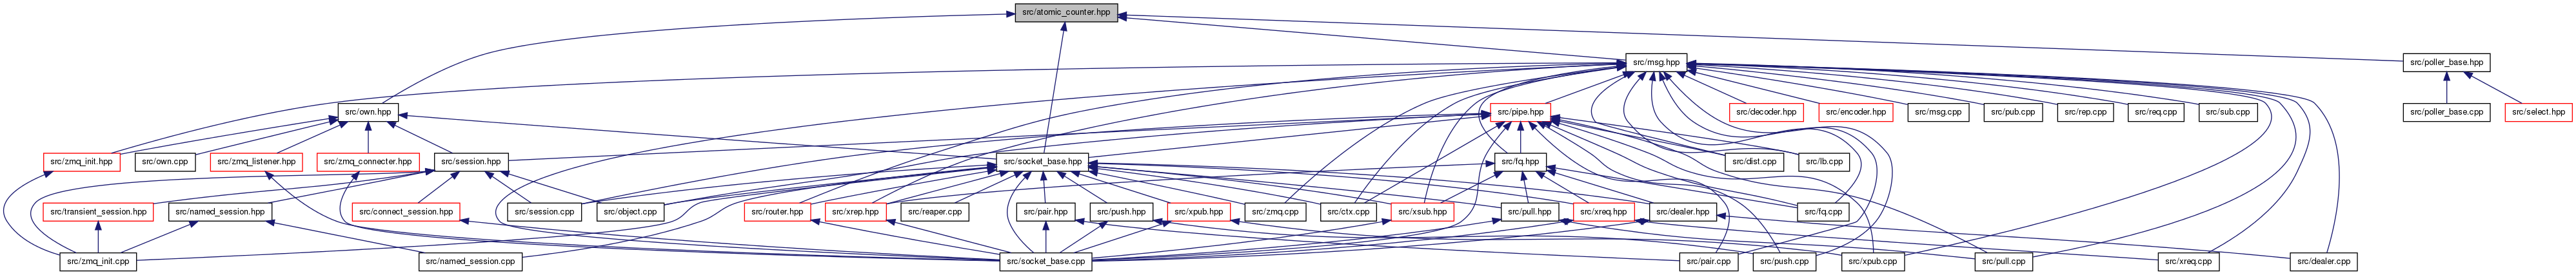 src/atomic_counter.hpp
src/msg.hpp
src/poller_base.hpp
src/own.hpp
src/pipe.hpp
src/decoder.hpp
src/encoder.hpp
src/msg.cpp
src/pub.cpp
src/rep.cpp
src/req.cpp
src/sub.cpp
src/poller_base.cpp
src/select.hpp
src/zmq_init.hpp
src/own.cpp
src/zmq_listener.hpp
src/zmq_connecter.hpp
src/session.hpp
src/socket_base.hpp
src/fq.hpp
src/dist.cpp
src/lb.cpp
src/transient_session.hpp
src/named_session.hpp
src/connect_session.hpp
src/session.cpp
src/object.cpp
src/router.hpp
src/xrep.hpp
src/reaper.cpp
src/pair.hpp
src/push.hpp
src/xpub.hpp
src/zmq.cpp
src/ctx.cpp
src/xsub.hpp
src/pull.hpp
src/xreq.hpp
src/dealer.hpp
src/fq.cpp
src/zmq_init.cpp
src/named_session.cpp
src/socket_base.cpp
src/pair.cpp
src/push.cpp
src/xpub.cpp
src/pull.cpp
src/xreq.cpp
src/dealer.cpp